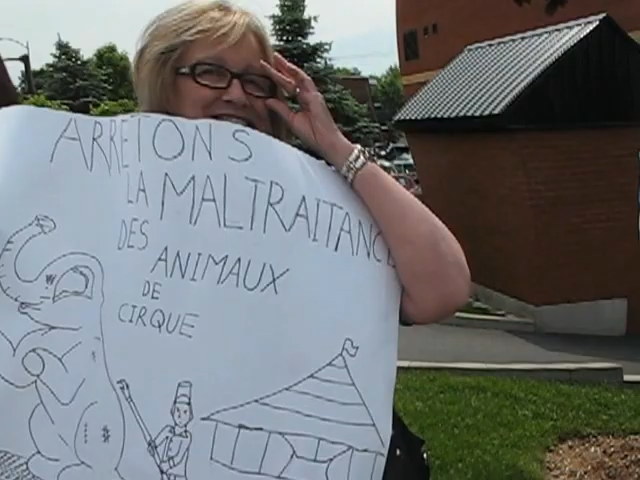 ARRETONS
LA MALTRAITANCE
DES
ANIMAUX
DE
CIRQUE